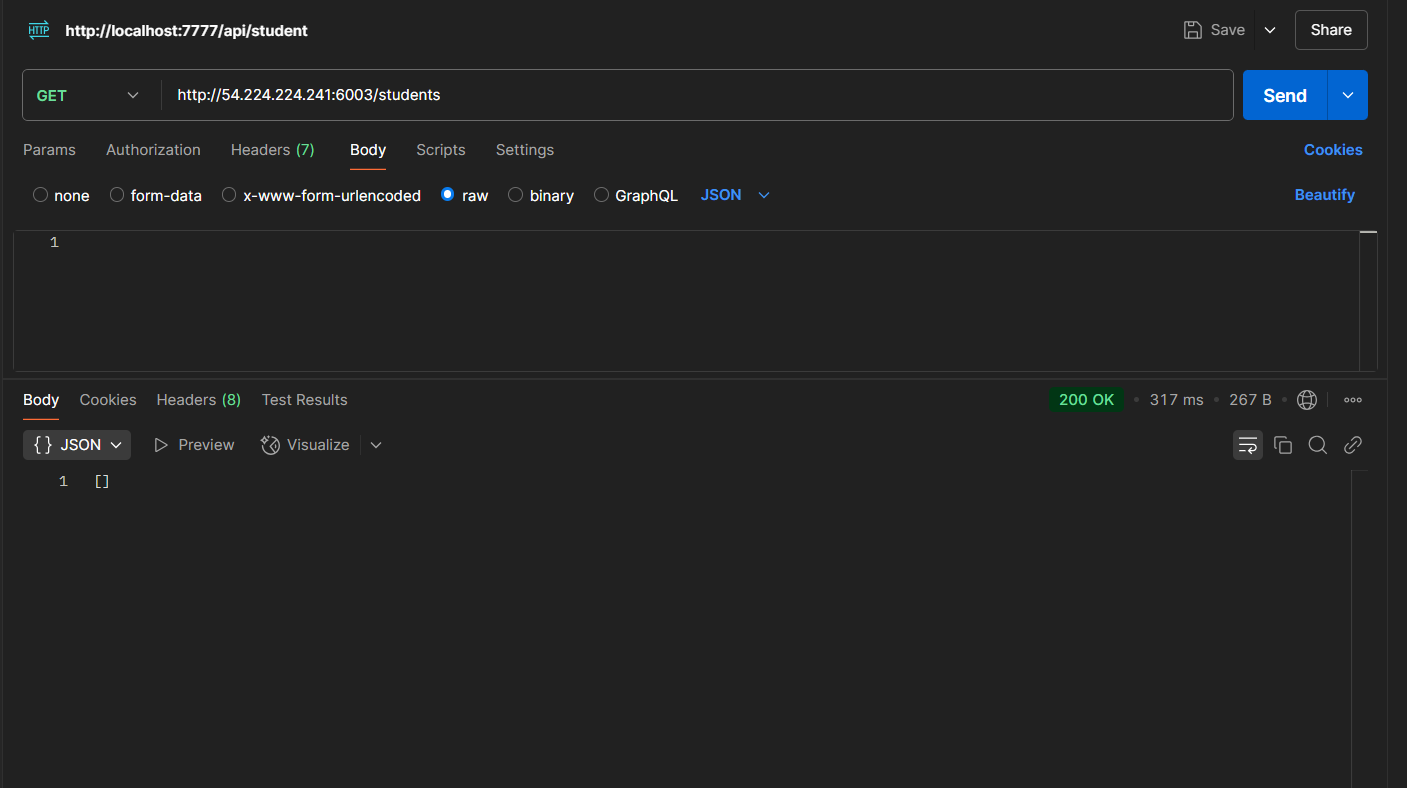 HTTP http://localhost:7777/api/student Save Share
GET http://54.224.224.241:6003/students Send
Params Authorization Headers (7) Body Scripts Settings Cookies
none form-data x-www-form-urlencoded raw binary GraphQL JSON Beautify
1
Body Cookies Headers (8) Test Results 200 OK • 317 ms • 267 B •
{} JSON Preview Visualize
1 []